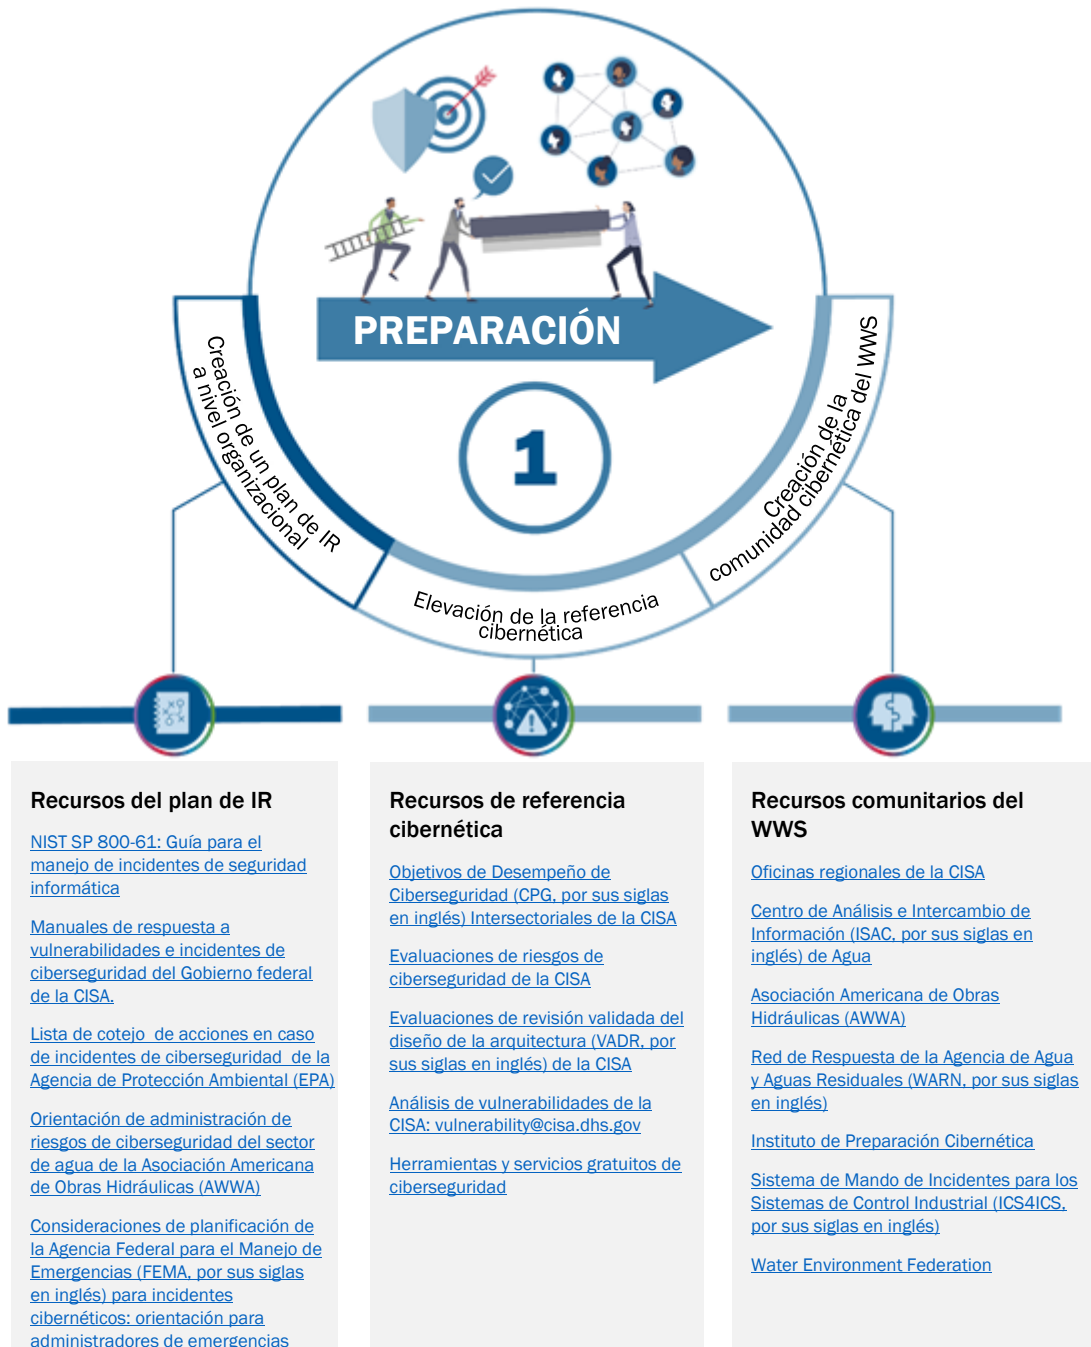 PREPARACIÓN
1
Creación de un plan de IR
a nivel organizacional
Elevación de la referencia
cibernética
Creación de la
comunidad cibernética del WWS
Recursos del plan de IR
NIST SP 800-61: Guía para el
manejo de incidentes de seguridad
informática
Manuales de respuesta a
vulnerabilidades e incidentes de
ciberseguridad del Gobierno federal
de la CISA.
Lista de cotejo  de acciones en caso
de incidentes de ciberseguridad  de la
Agencia de Protección Ambiental (EPA)
Orientación de administración de
riesgos de ciberseguridad del sector
de agua de la Asociación Americana
de Obras Hidráulicas (AWWA)
Consideraciones de planificación de
la Agencia Federal para el Manejo de
Emergencias (FEMA, por sus siglas
en inglés) para incidentes
cibernéticos: orientación para
administradores de emergencias
Recursos de referencia
cibernética
Objetivos de Desempeño de
Ciberseguridad (CPG, por sus siglas
en inglés) Intersectoriales de la CISA
Evaluaciones de riesgos de
ciberseguridad de la CISA
Evaluaciones de revisión validada del
diseño de la arquitectura (VADR, por
sus siglas en inglés) de la CISA
Análisis de vulnerabilidades de la
CISA: vulnerability@cisa.dhs.gov
Herramientas y servicios gratuitos de
ciberseguridad
Recursos comunitarios del
WWS
Oficinas regionales de la CISA
Centro de Análisis e Intercambio de
Información (ISAC, por sus siglas en
inglés) de Agua
Asociación Americana de Obras
Hidráulicas (AWWA)
Red de Respuesta de la Agencia de Agua
y Aguas Residuales (WARN, por sus siglas
en inglés)
Instituto de Preparación Cibernética
Sistema de Mando de Incidentes para los
Sistemas de Control Industrial (ICS4ICS,
por sus siglas en inglés)
Water Environment Federation